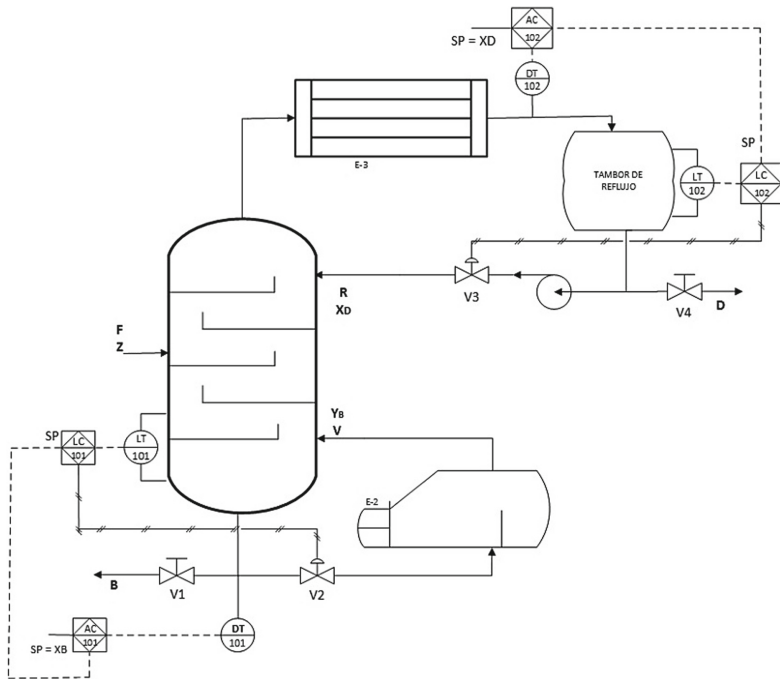 AC
102
SP = XD
DT
102
E-3
SP
TAMBOR DE
REFLUJO
LT
102
LC
102
R
XD
V3
V4
D
F
Z
YB
V
SP
LC
101
LT
101
E-2
B
V1
V2
AC
101
SP = XB
DT
101